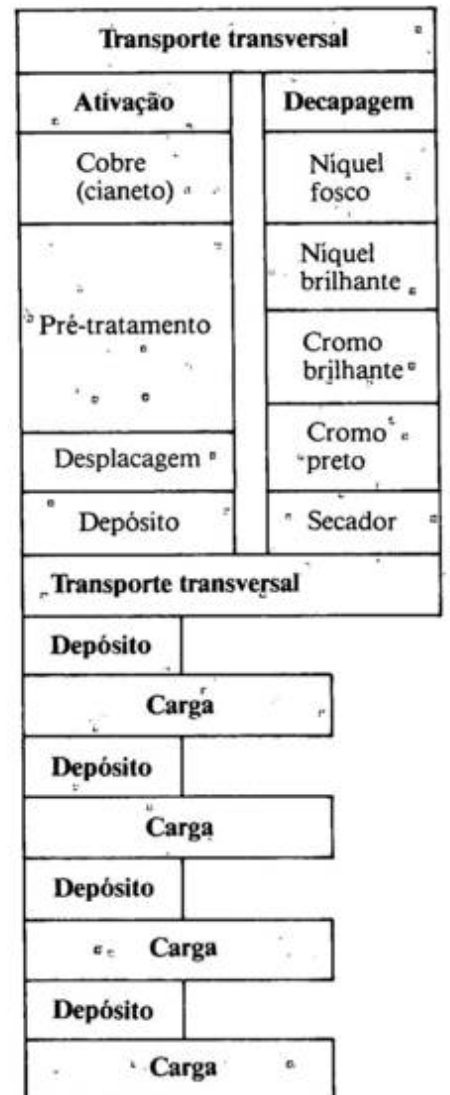 Transporte transversal
Ativação
Decapagem
Cobre
(cianeto)
Níquel
fosco
Pré-tratamento
Níquel
brilhante
Cromo
brilhante
Desplacagem
Cromo
preto
Depósito
Secador
Transporte transversal
Depósito
Carga
Depósito
Carga
Depósito
Carga
Depósito
Carga